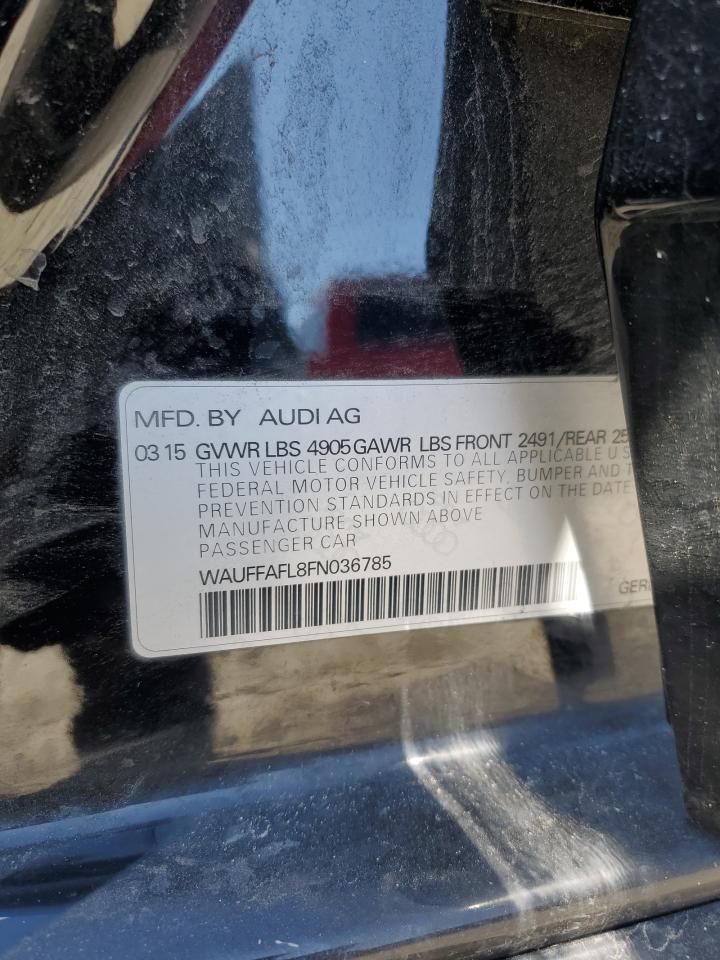 MFD. BY AUDI AG
03 15 GVWR LBS 4905 GAWR LBS FRONT 2491/REAR
THIS VEHICLE CONFORMS TO ALL APPLICABLE U S
FEDERAL MOTOR VEHICLE SAFETY, BUMPER AND
PREVENTION STANDARDS IN EFFECT ON THE DATE
MANUFACTURE SHOWN ABOVE
PASSENGER CAR
WAUFFAFL8FN036785